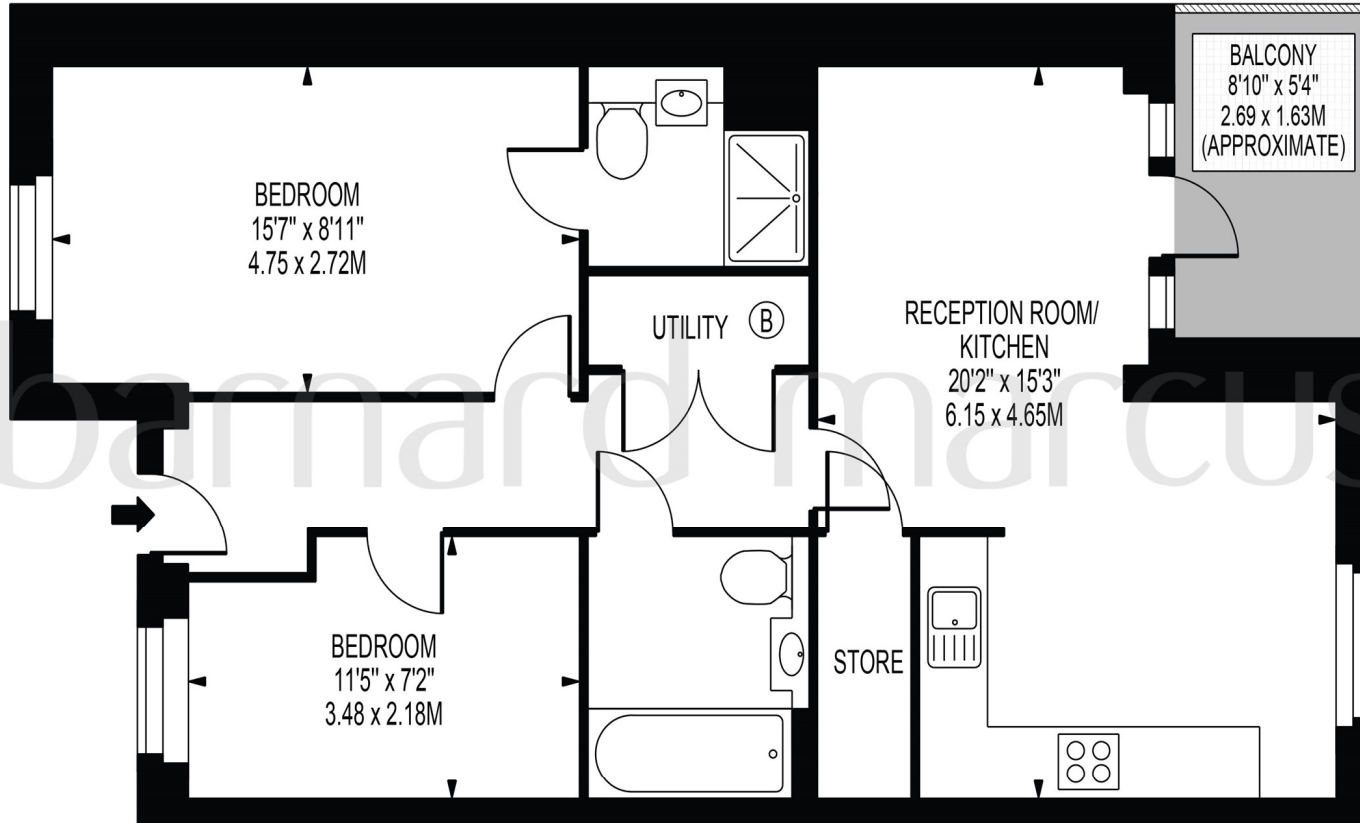 BALCONY
8'10" x 5'4"
2.69 x 1.63M
(APPROXIMATE)
BEDROOM
15'7" x 8'11"
4.75 x 2.72M
UTILITY
B
RECEPTION ROOM/
KITCHEN
20'2" x 15'3"
6.15 x 4.65M
barnard marcus
BEDROOM
11'5" x 7'2"
3.48 x 2.18M
STORE